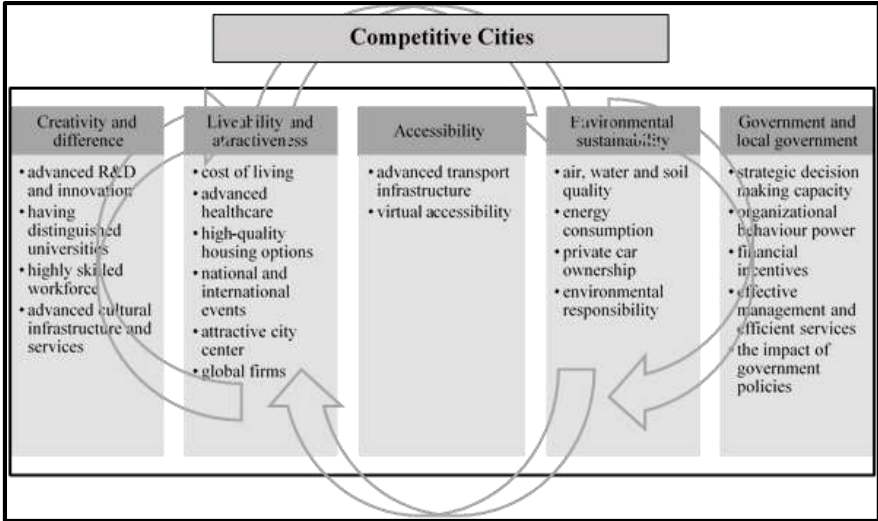 Competitive Cities
Creativity and
difference
• advanced R&D
and innovation
• having
distinguished
universities
• highly skilled
workforce
• advanced cultural
infrastructure and
services
Liveability and
attractiveness
• cost of living
• advanced
healthcare
• high-quality
housing options
• national and
international
events
• attractive city
center
• global firms
Accessibility
• advanced transport
infrastructure
• virtual accessibility
Environmental
sustainability
• air, water and soil
quality
• energy
consumption
• private car
ownership
• environmental
responsibility
Government and
local government
• strategic decision
making capacity
• organizational
behaviour power
• financial
incentives
• effective
management and
efficient services
• the impact of
government
policies